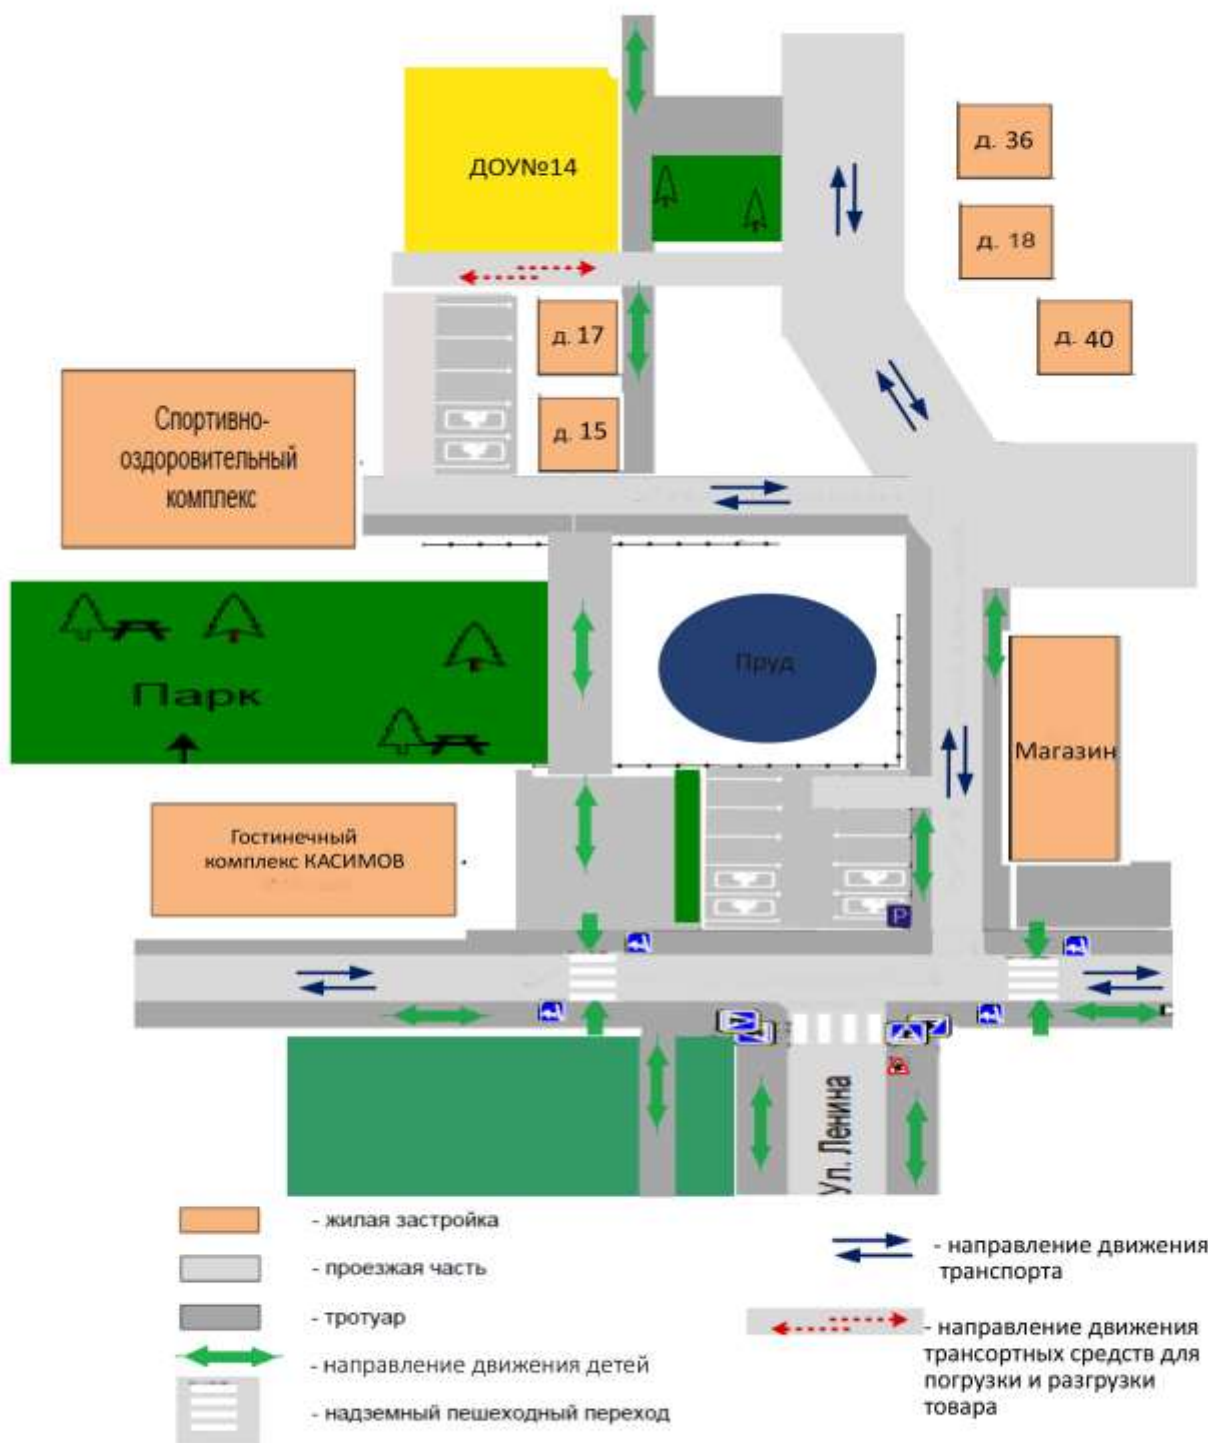 ДОУ№14
д. 36
д. 18
д. 40
д. 17
д. 15
Спортивно-
оздоровительный
комплекс
Парк
Пруд
Магазин
Гостинечный
комплекс КАСИМОВ
P
Ул. Ленина
- жилая застройка
- проезжая часть
- тротуар
- направление движения детей
- надземный пешеходный переход
- направление движения
транспорта
- направление движения
трансортных средств для
погрузки и разгрузки
товара